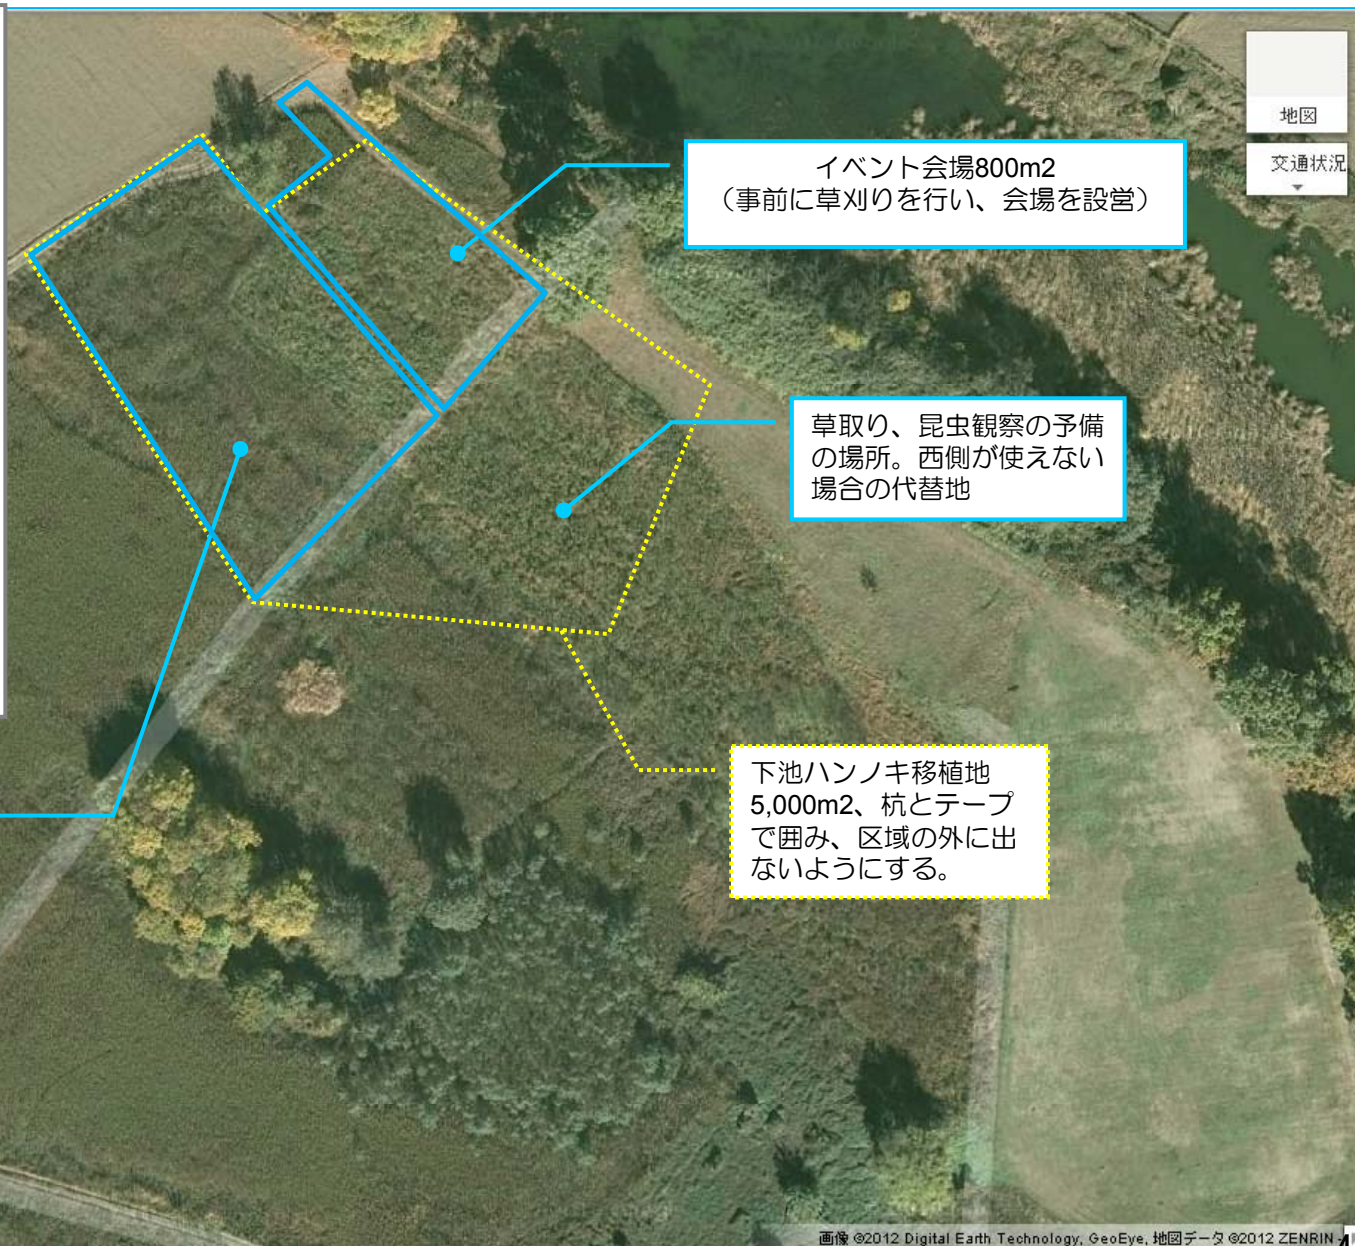 地図
交通状況
イベント会場800m2
（事前に草刈りを行い、会場を設営）
草取り、昆虫観察の予備
の場所。西側が使えない
場合の代替地
下池ハンノキ移植地
5,000m2、杭とテープ
で囲み、区域の外に出
ないようにする。
画像 ©2012 Digital Earth Technology, GeoEye, 地図データ ©2012 ZENRIN -